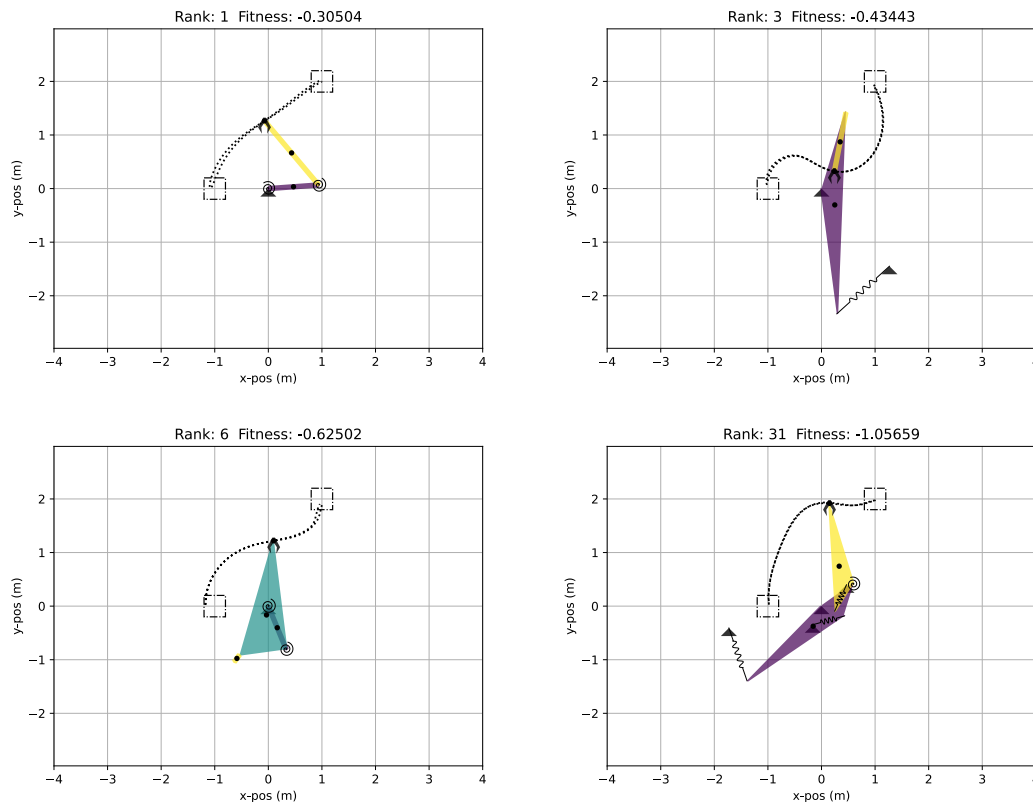 Rank: 1  Fitness: -0.30504
y-pos (m)
2
1
0
−1
−2
−4 −3 −2 −1 0 1 2 3 4
x-pos (m)
Rank: 3  Fitness: -0.43443
y-pos (m)
2
1
0
−1
−2
−4 −3 −2 −1 0 1 2 3 4
x-pos (m)
Rank: 6  Fitness: -0.62502
y-pos (m)
2
1
0
−1
−2
−4 −3 −2 −1 0 1 2 3 4
x-pos (m)
Rank: 31  Fitness: -1.05659
y-pos (m)
2
1
0
−1
−2
−4 −3 −2 −1 0 1 2 3 4
x-pos (m)